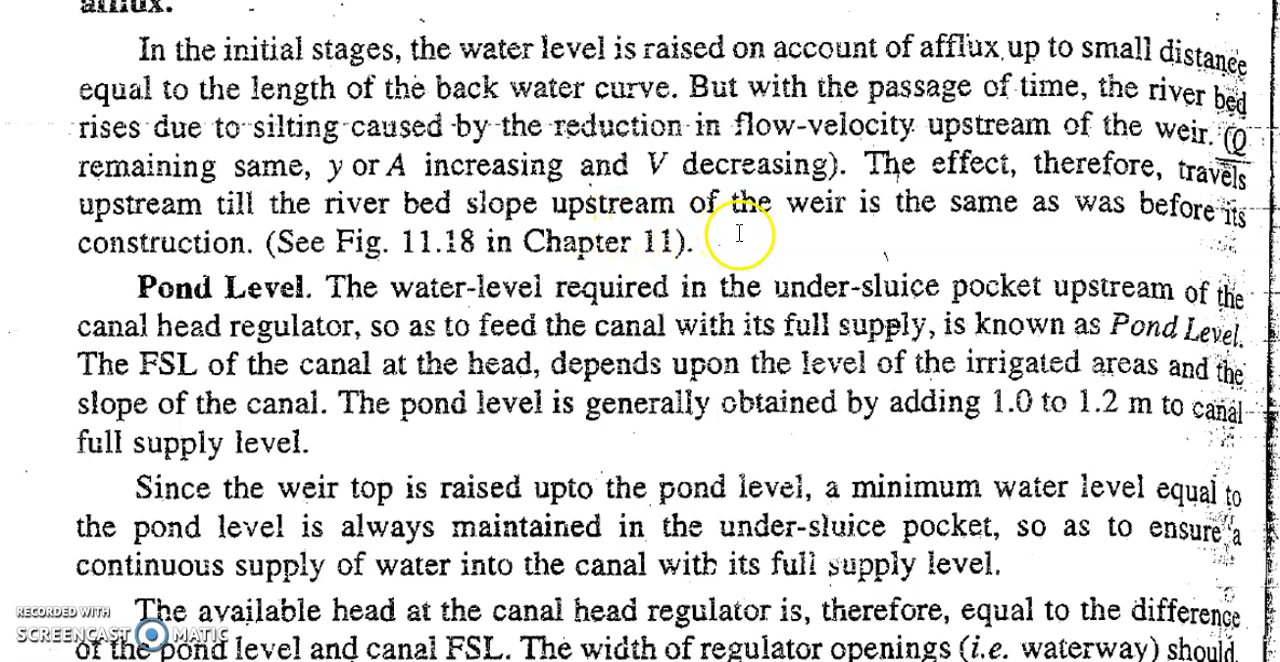 afflux.
In the initial stages, the water level is raised on account of afflux up to small distance
equal to the length of the back water curve. But with the passage of time, the river bed
rises due to silting caused by the reduction in flow-velocity upstream of the weir. (Q
remaining same, y or A increasing and V decreasing). The effect, therefore, travels
upstream till the river bed slope upstream of the weir is the same as was before its
construction. (See Fig. 11.18 in Chapter 11).
Pond Level. The water-level required in the under-sluice pocket upstream of the
canal head regulator, so as to feed the canal with its full supply, is known as Pond Level.
The FSL of the canal at the head, depends upon the level of the irrigated areas and the
slope of the canal. The pond level is generally obtained by adding 1.0 to 1.2 m to canal
full supply level.
Since the weir top is raised upto the pond level, a minimum water level equal to
the pond level is always maintained in the under-sluice pocket, so as to ensure a
continuous supply of water into the canal with its full supply level.
The available head at the canal head regulator is, therefore, equal to the difference
of the pond level and canal FSL. The width of regulator openings (i.e. waterway) should
RECORDED WITH
SCREENCAST MATIC